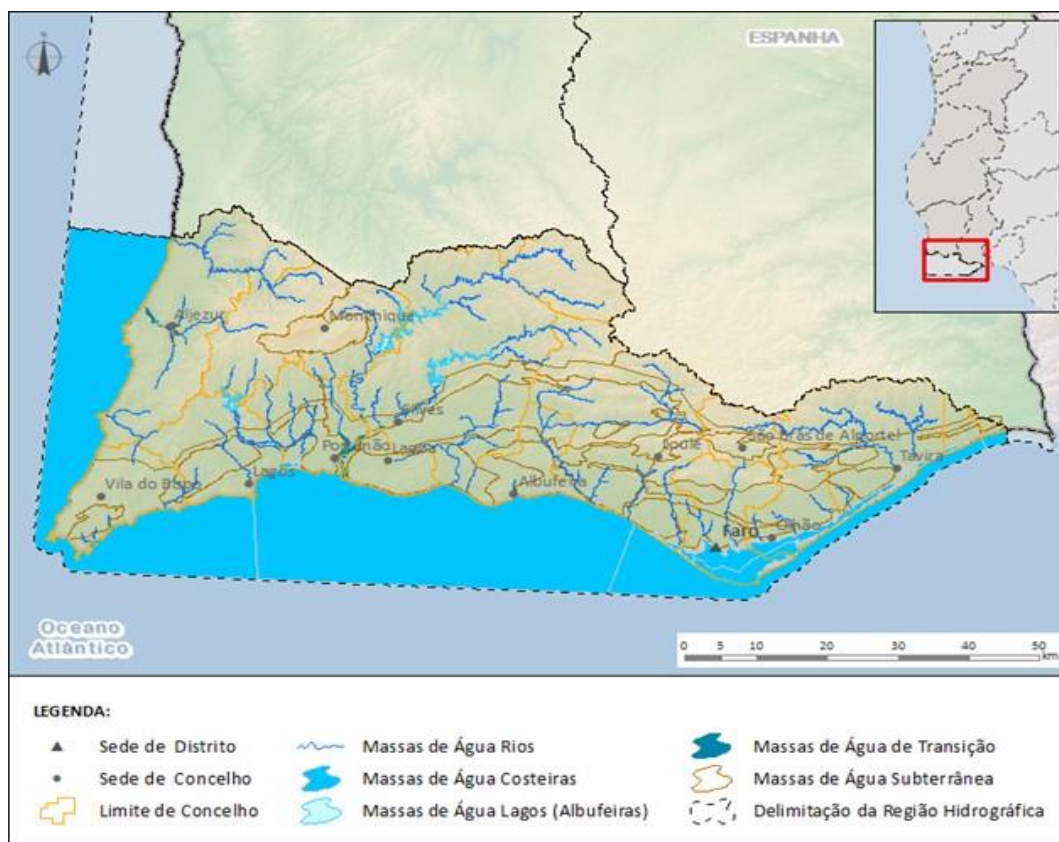 N
ESPANHA
Aljezur
Monchique
Silves
Portimão
Lagoa
Loulé
São Brás de Alportel
Tavira
Lagos
Vila do Bispo
Albufeira
Olhão
Faro
Oceano
Atlântico
0 5 10 20 30 40 50
km
LEGENDA:
Sede de Distrito
Massas de Água Rios
Massas de Água de Transição
Sede de Concelho
Massas de Água Costeiras
Massas de Água Subterrânea
Limite de Concelho
Massas de Água Lagos (Albufeiras)
Delimitação da Região Hidrográfica